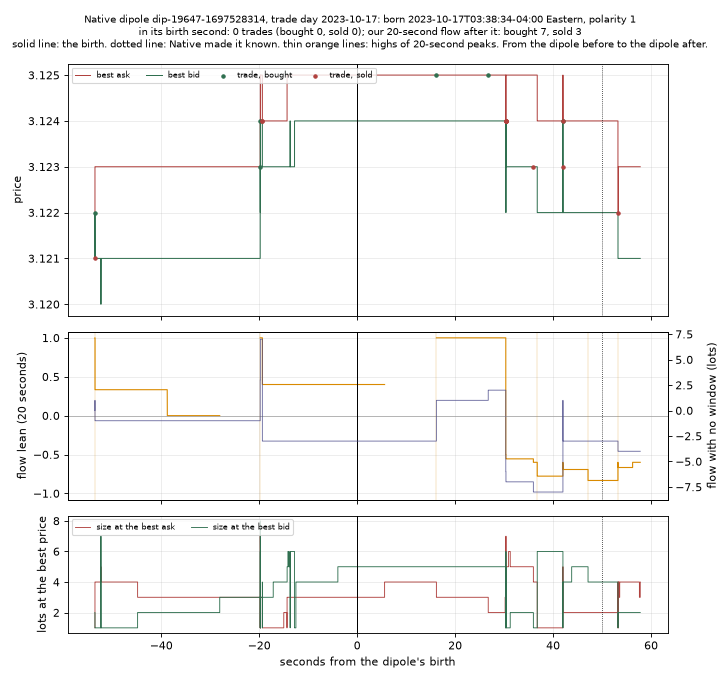 Native dipole dip-19647-1697528314, trade day 2023-10-17: born 2023-10-17T03:38:34-04:00 Eastern, polarity 1
in its birth second: 0 trades (bought 0, sold 0); our 20-second flow after it: bought 7, sold 3
solid line: the birth. dotted line: Native made it known. thin orange lines: highs of 20-second peaks. From the dipole before to the dipole after.
best ask
best bid
trade, bought
trade, sold
3.125
3.124
3.123
3.122
3.121
3.120
price
1.0
0.5
0.0
−0.5
−1.0
flow lean (20 seconds)
7.5
5.0
2.5
0.0
−2.5
−5.0
−7.5
flow with no window (lots)
size at the best ask
size at the best bid
8
6
4
2
lots at the best price
−40
−20
0
20
40
60
seconds from the dipole's birth